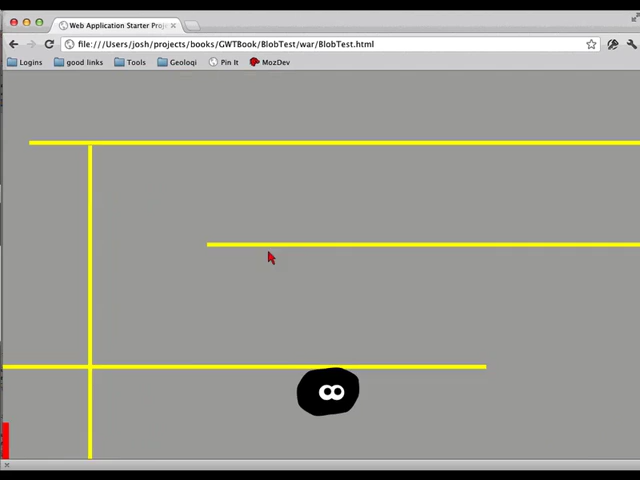 Web Application Starter Proj
file:///Users/josh/projects/books/GWTBook/BlobTest/war/BlobTest.html
Logins good links Tools Geoloqi Pin It MozDev